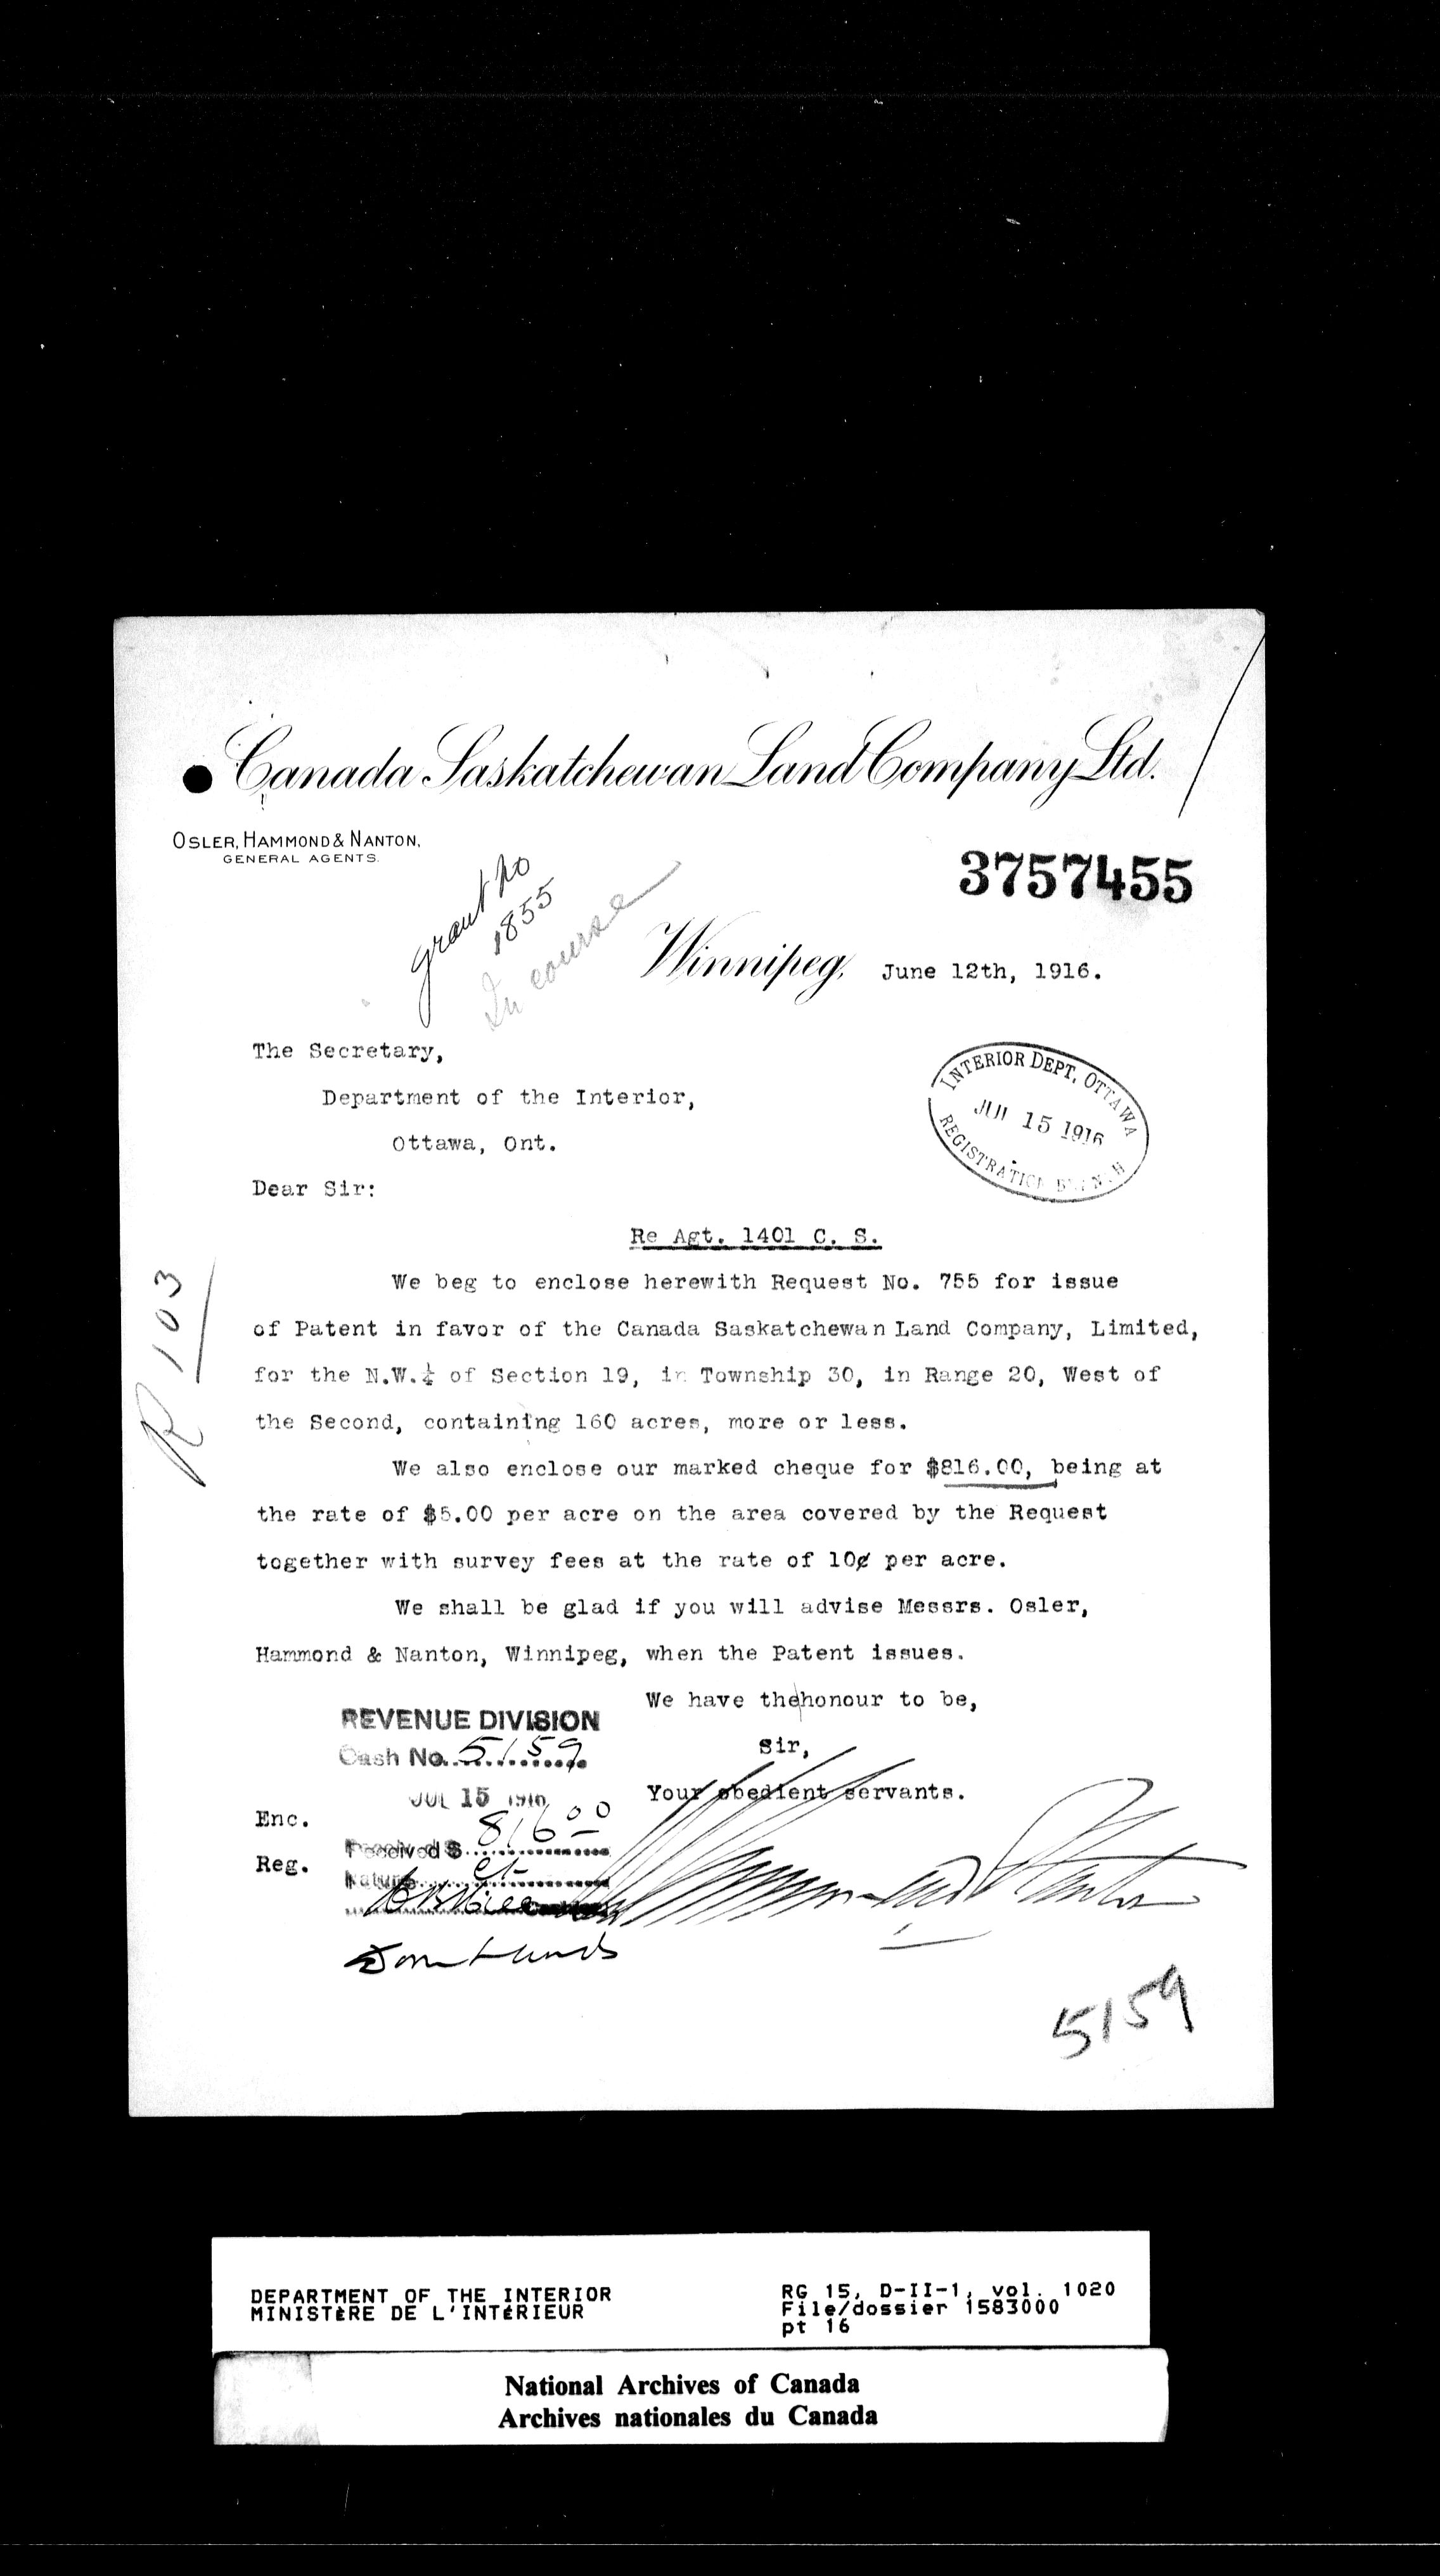 Canada Saskatchewan Land Company Ltd.
OSLER, HAMMOND & NANTON,
GENERAL AGENTS.
3757455
grant no
1855
In course
Winnipeg, June 12th, 1916.
The Secretary,
Department of the Interior,
Ottawa, Ont.
INTERIOR DEPT. OTTAWA
15 1916
REGISTRATION
Dear Sir:
Re Agt. 1401 C. S.
R 103
We beg to enclose herewith Request No. 755 for issue
of Patent in favor of the Canada Saskatchewan Land Company, Limited,
for the N.W.¼ of Section 19, in Township 30, in Range 20, West of
the Second, containing 160 acres, more or less.
We also enclose our marked cheque for $816.00, being at
the rate of $5.00 per acre on the area covered by the Request
together with survey fees at the rate of 10¢ per acre.
We shall be glad if you will advise Messrs. Osler,
Hammond & Nanton, Winnipeg, when the Patent issues.
We have the honour to be,
Sir,
Your obedient servants.
REVENUE DIVISION
Cash No. 5159
JUL 15 1916
Received $ 816 00
Nature
Enc.
Reg.
5159
DEPARTMENT OF THE INTERIOR
MINISTÈRE DE L'INTÉRIEUR
RG 15, D-II-1, vol. 1020
File/dossier 1583000
pt 16
National Archives of Canada
Archives nationales du Canada